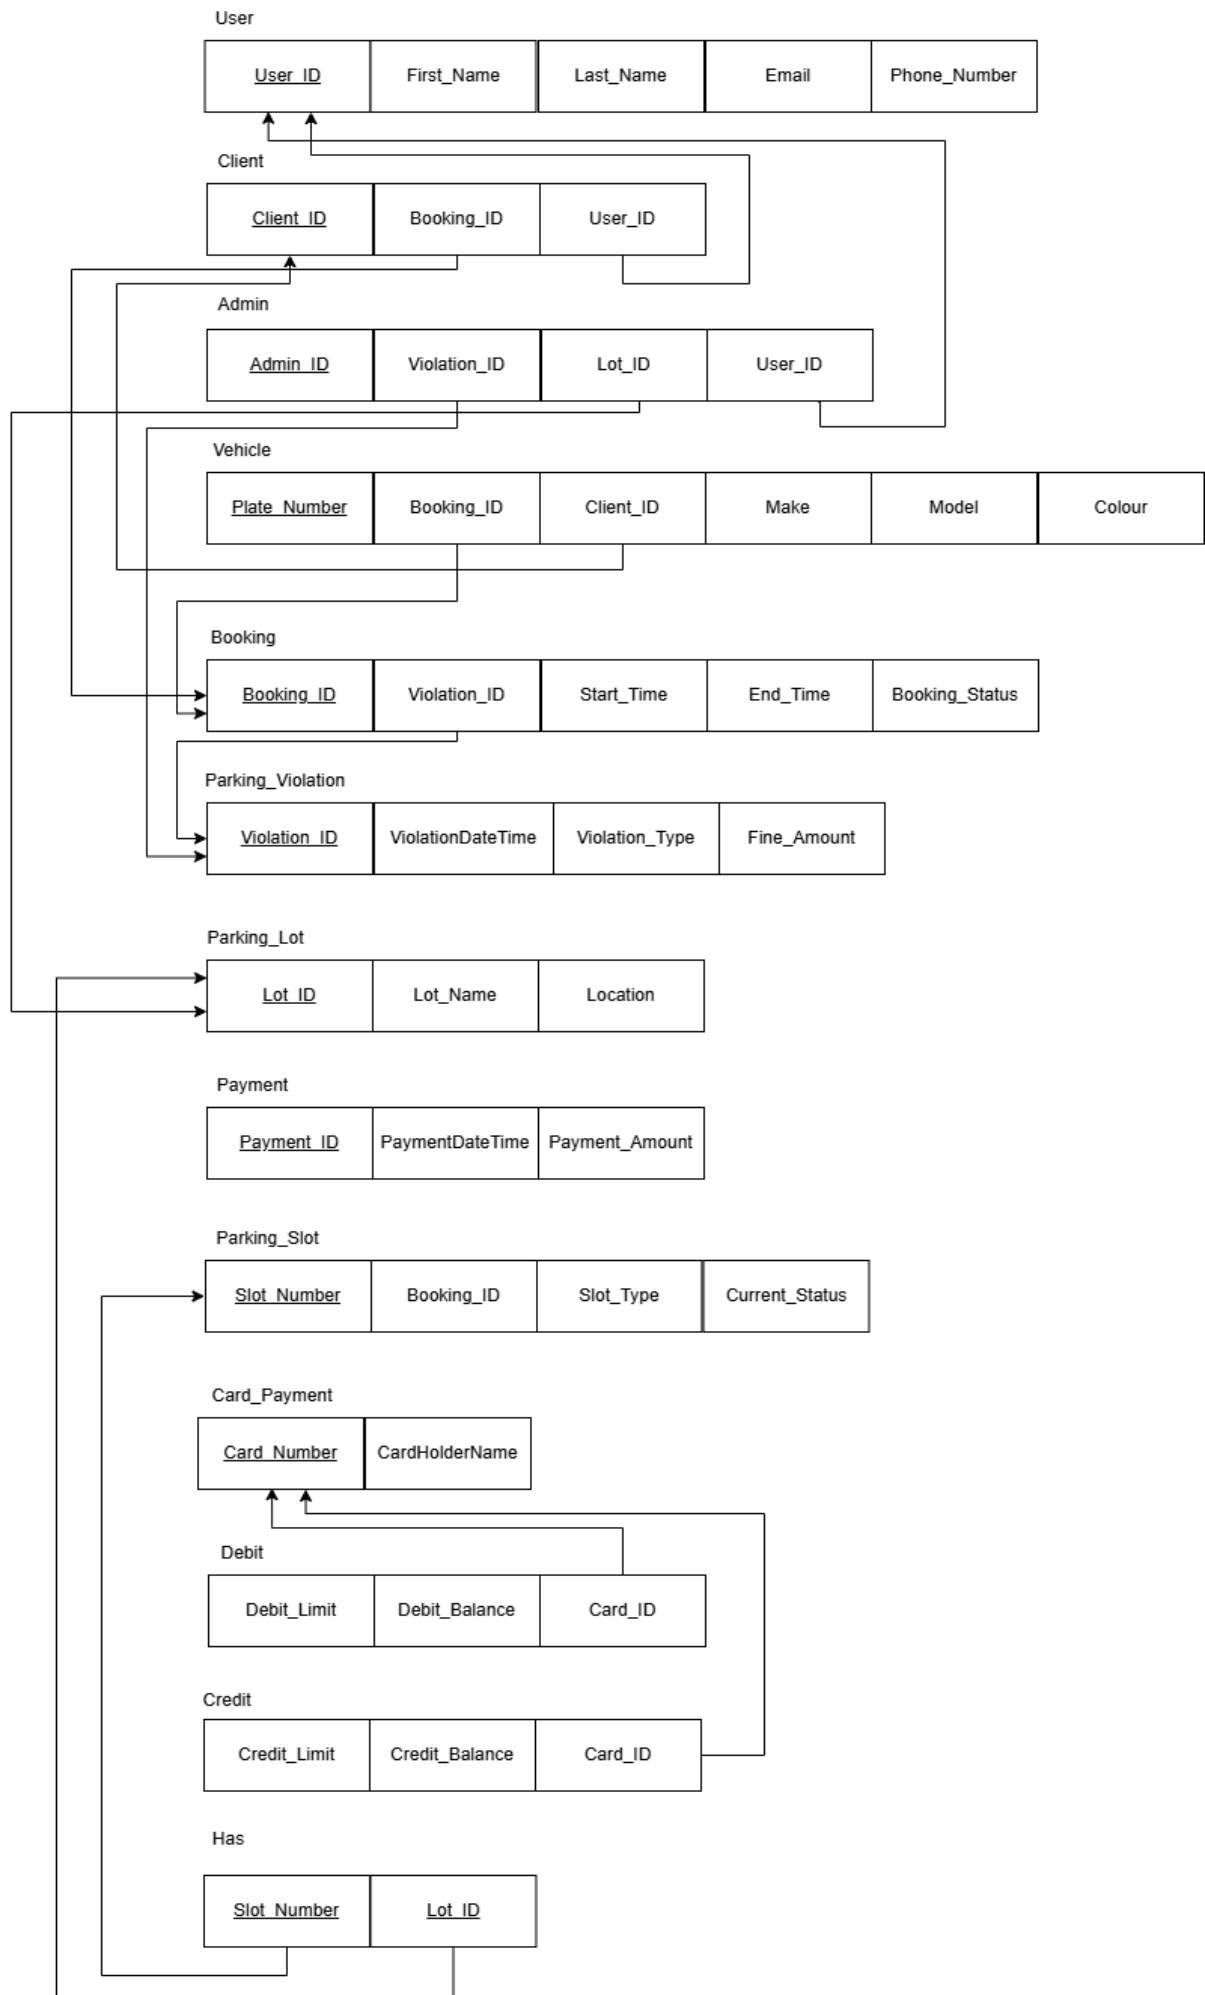 User
User_ID First_Name Last_Name Email Phone_Number
Client
Client_ID Booking_ID User_ID
Admin
Admin_ID Violation_ID Lot_ID User_ID
Vehicle
Plate_Number Booking_ID Client_ID Make Model Colour
Booking
Booking_ID Violation_ID Start_Time End_Time Booking_Status
Parking_Violation
Violation_ID ViolationDateTime Violation_Type Fine_Amount
Parking_Lot
Lot_ID Lot_Name Location
Payment
Payment_ID PaymentDateTime Payment_Amount
Parking_Slot
Slot_Number Booking_ID Slot_Type Current_Status
Card_Payment
Card_Number CardHolderName
Debit
Debit_Limit Debit_Balance Card_ID
Credit
Credit_Limit Credit_Balance Card_ID
Has
Slot_Number Lot_ID